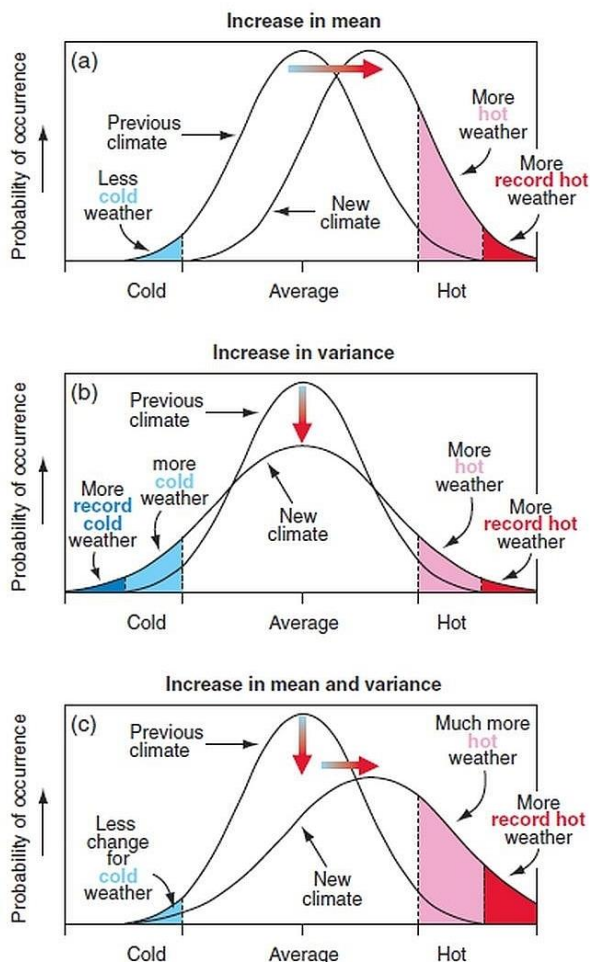 Increase in mean
(a)
Probability of occurrence
Previous
climate
Less
cold
weather
New
climate
More
hot
weather
More
record hot
weather
Cold
Average
Hot
Increase in variance
(b)
Probability of occurrence
Previous
climate
more
cold
weather
More
record
cold
weather
New
climate
More
hot
weather
More
record hot
weather
Cold
Average
Hot
Increase in mean and variance
(c)
Probability of occurrence
Previous
climate
Less
change
for
cold
weather
New
climate
Much more
hot
weather
More
record hot
weather
Cold
Average
Hot